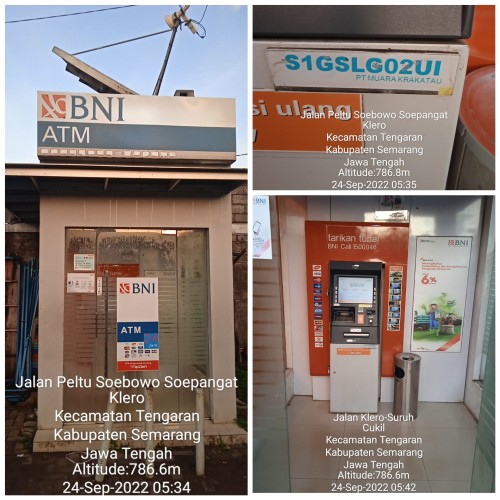 BNI
ATM
BNI
ATM
Jalan Peltu Soebowo Soepangat
Klero
Kecamatan Tengaran
Kabupaten Semarang
Jawa Tengah
Altitude:786.6m
24-Sep-2022 05:34
S1GSLG02UI
PT MUARA KRAKATAU
si ulang
Jalan Peltu Soebowo Soepangat
Klero
Kecamatan Tengaran
Kabupaten Semarang
Jawa Tengah
Altitude:786.8m
24-Sep-2022 05:35
BNI
tarikan tunai
BNI Call 1500046
BNI
6%
Jalan Klero-Suruh
Cukil
Kecamatan Tengaran
Kabupaten Semarang
Jawa Tengah
Altitude:786.6m
24-Sep-2022 05:42